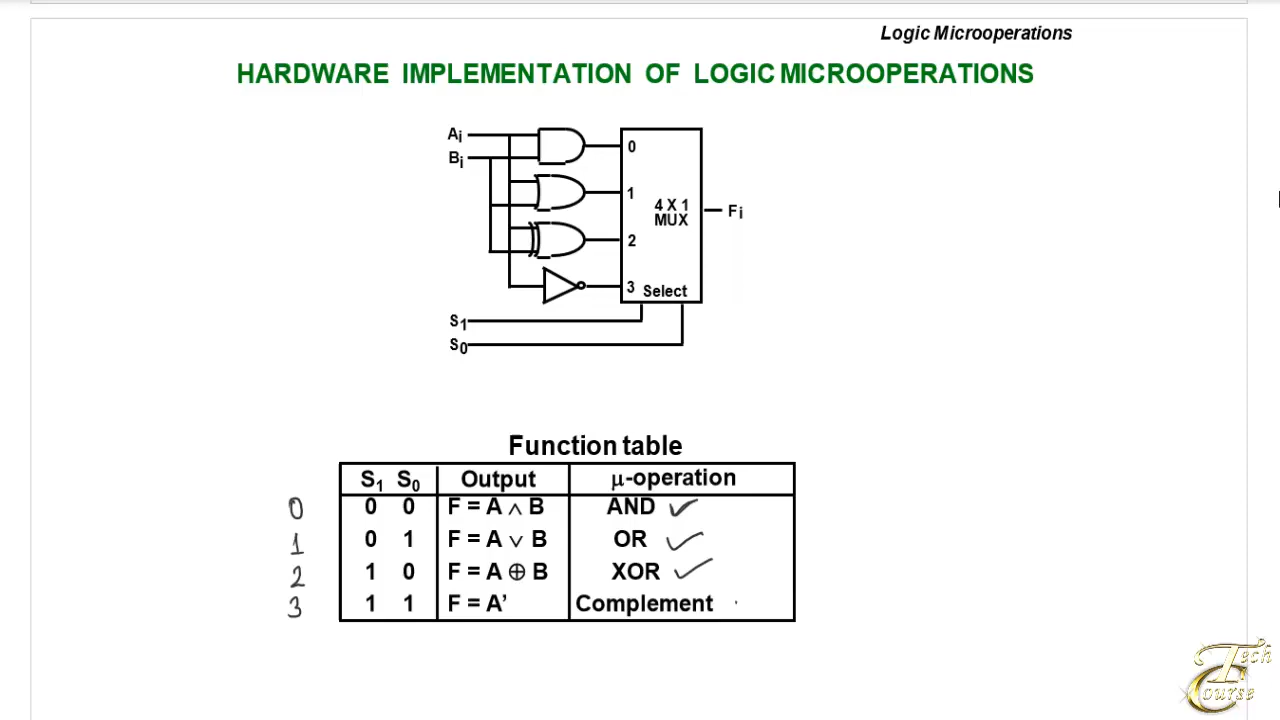 Logic Microoperations
HARDWARE IMPLEMENTATION OF LOGIC MICROOPERATIONS
Ai
Bi
0
1
4 X 1
MUX
Fi
2
3 Select
S1
S0
Function table
S1 S0 Output μ-operation
0 0 0 F = A ∧ B AND ✓
1 0 1 F = A ∨ B OR ✓
2 1 0 F = A ⊕ B XOR ✓
3 1 1 F = A’ Complement
Tech
Course